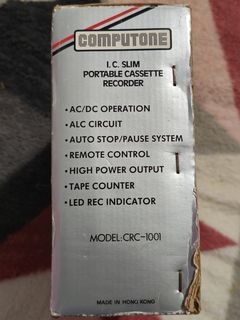 COMPUTONE
I.C. SLIM
PORTABLE CASSETTE
RECORDER
•AC/DC OPERATION
•ALC CIRCUIT
•AUTO STOP/PAUSE SYSTEM
•REMOTE CONTROL
•HIGH POWER OUTPUT
•TAPE COUNTER
•LED REC INDICATOR
MODEL:CRC-1001
MADE IN HONG KONG